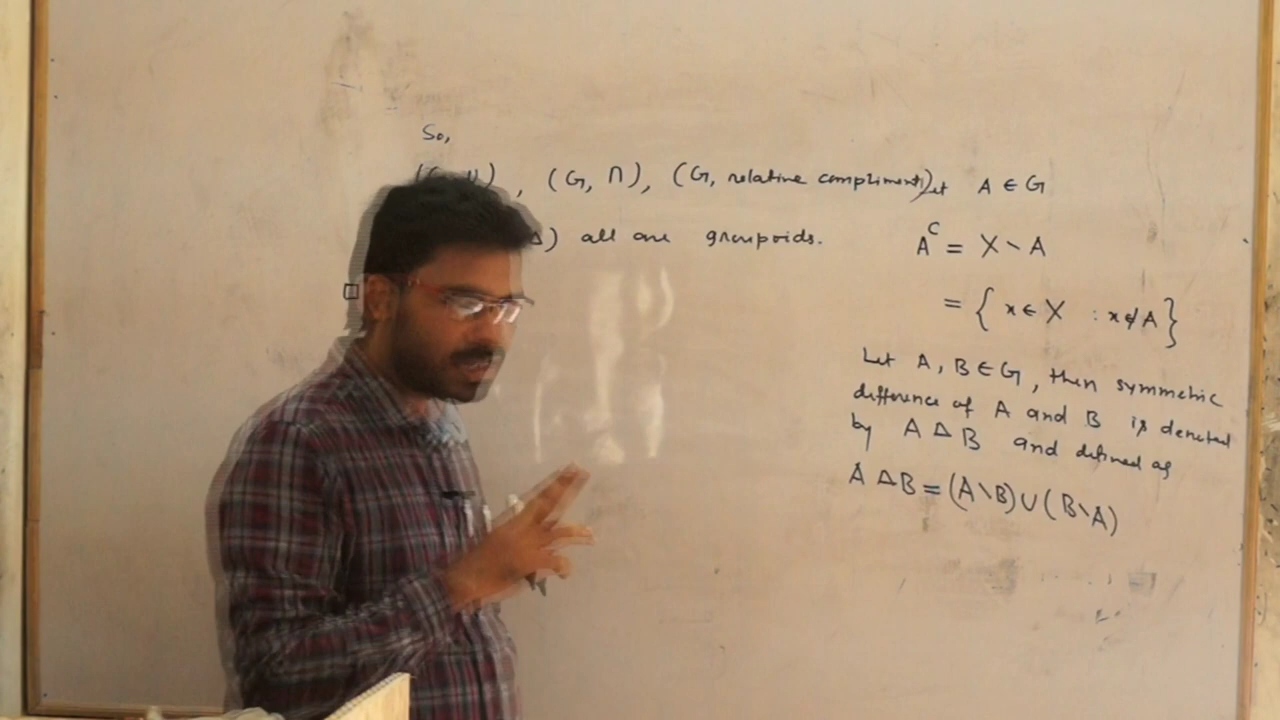 So,
, (G, ∩), (G, relative compliment)
Δ) all are groupoids.
Let A ∈ G
A^c = X \ A
= { x ∈ X : x ∉ A }
Let A, B ∈ G, then symmetric
difference of A and B is denoted
by A Δ B and defined as
A Δ B = (A \ B) ∪ (B \ A)